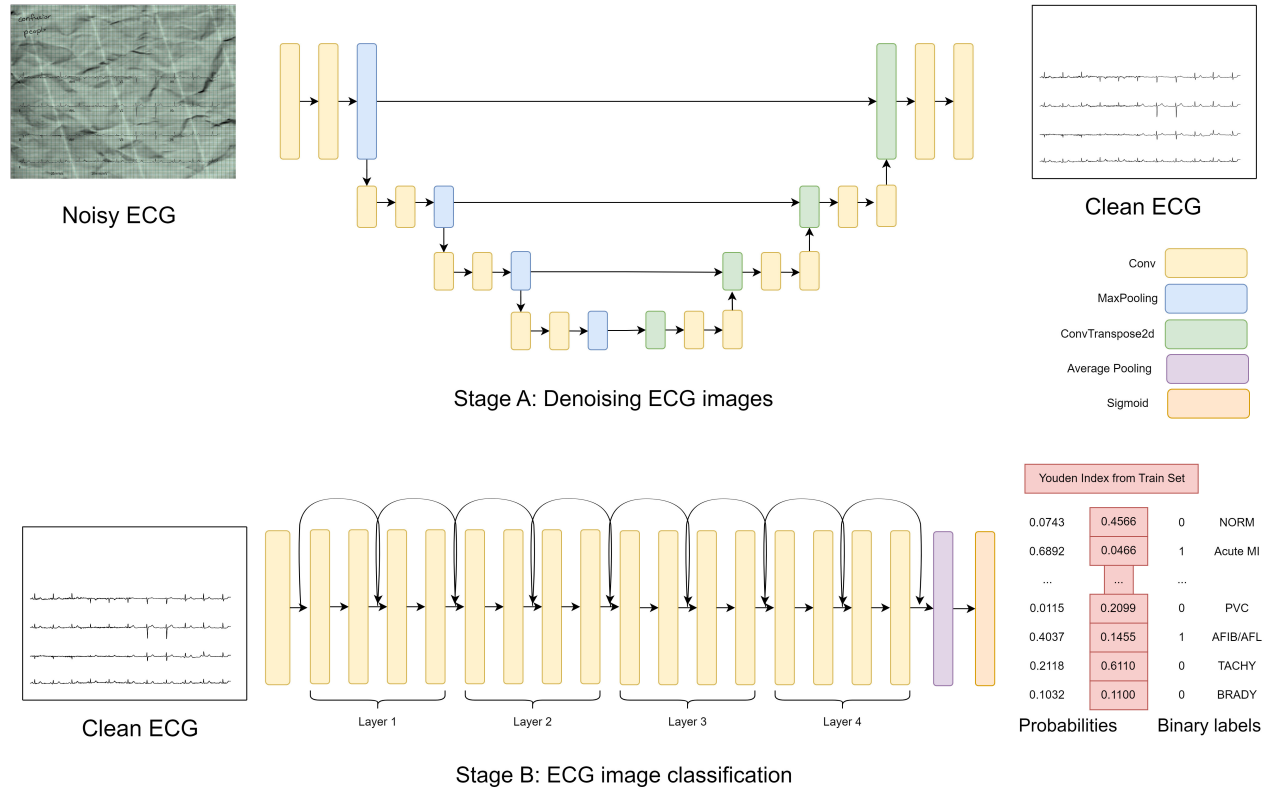 confusion
people
Noisy ECG
Clean ECG
Conv
MaxPooling
ConvTranspose2d
Average Pooling
Sigmoid
Stage A: Denoising ECG images
Youden Index from Train Set
0.0743 0.4566 0 NORM
0.6892 0.0466 1 Acute MI
... ... ...
0.0115 0.2099 0 PVC
0.4037 0.1455 1 AFIB/AFL
0.2118 0.6110 0 TACHY
0.1032 0.1100 0 BRADY
Probabilities Binary labels
Clean ECG
Layer 1
Layer 2
Layer 3
Layer 4
Stage B: ECG image classification